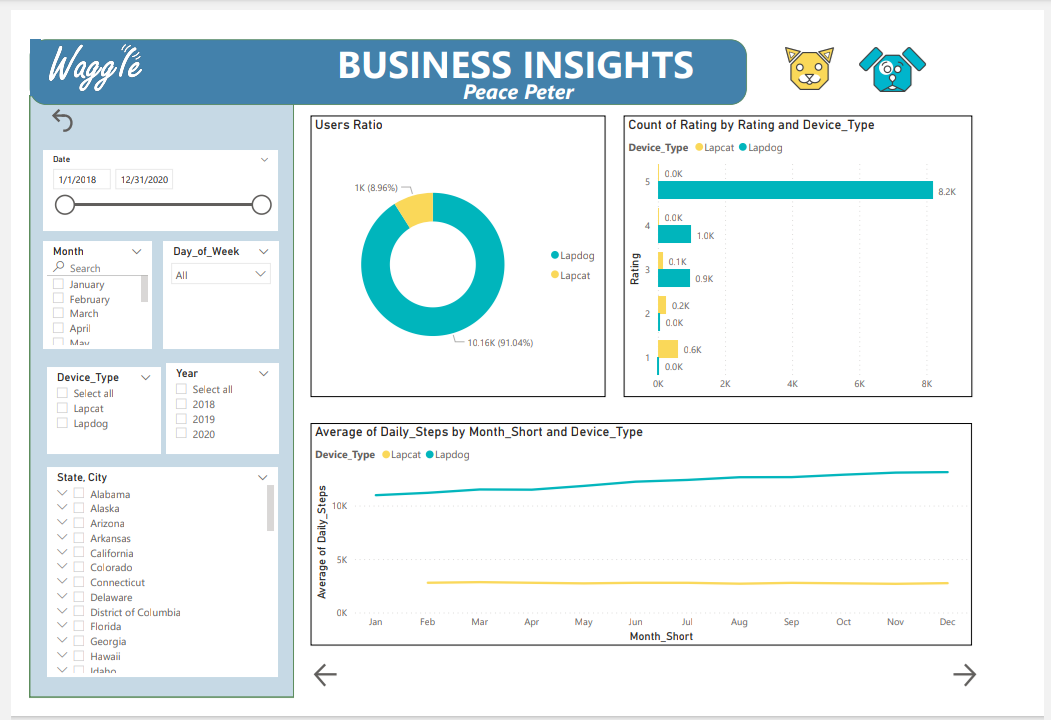 Waggle
BUSINESS INSIGHTS
Peace Peter
Date
1/1/2018 12/31/2020
Month
Search
January
February
March
April
May
Day_of_Week
All
Device_Type
Select all
Lapcat
Lapdog
Year
Select all
2018
2019
2020
State, City
Alabama
Alaska
Arizona
Arkansas
California
Colorado
Connecticut
Delaware
District of Columbia
Florida
Georgia
Hawaii
Idaho
Users Ratio
1K (8.96%)
10.16K (91.04%)
Lapdog
Lapcat
Count of Rating by Rating and Device_Type
Device_Type Lapcat Lapdog
Rating
5 0.0K 8.2K
4 0.0K 1.0K
3 0.1K 0.9K
2 0.2K 0.0K
1 0.6K 0.0K
0K 2K 4K 6K 8K
Average of Daily_Steps by Month_Short and Device_Type
Device_Type Lapcat Lapdog
Average of Daily_Steps
10K
5K
0K
Jan Feb Mar Apr May Jun Jul Aug Sep Oct Nov Dec
Month_Short